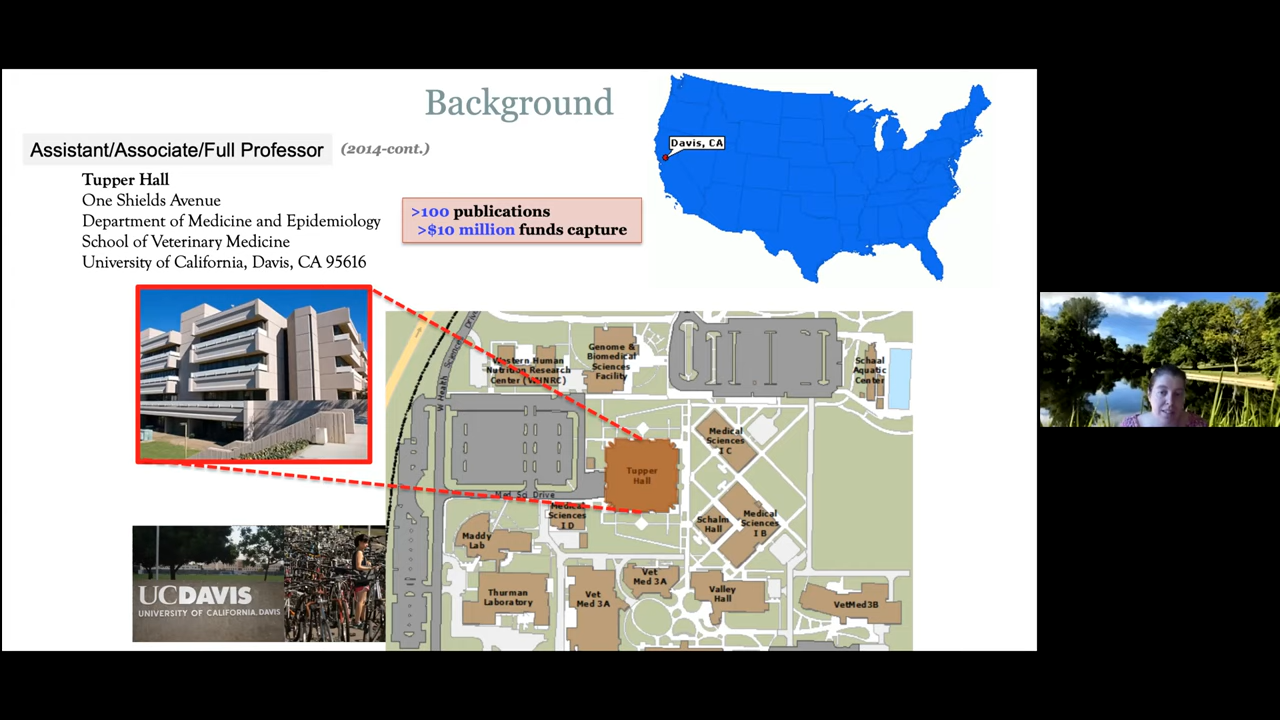 Background
Assistant/Associate/Full Professor (2014-cont.)
Tupper Hall
One Shields Avenue
Department of Medicine and Epidemiology
School of Veterinary Medicine
University of California, Davis, CA 95616
>100 publications
>$10 million funds capture
Davis, CA
Western Human
Nutrition Research
Center (WHNRC)
Genome &
Biomedical
Sciences
Facility
Schaal
Aquatic
Center
Medical
Sciences
I C
Tupper
Hall
Med Sci Drive
Medical
Sciences
I D
Schalm
Hall
Medical
Sciences
I B
Maddy
Lab
Thurman
Laboratory
Vet
Med 3A
Vet
Med 3A
Valley
Hall
VetMed3B
UCDAVIS
UNIVERSITY OF CALIFORNIA, DAVIS